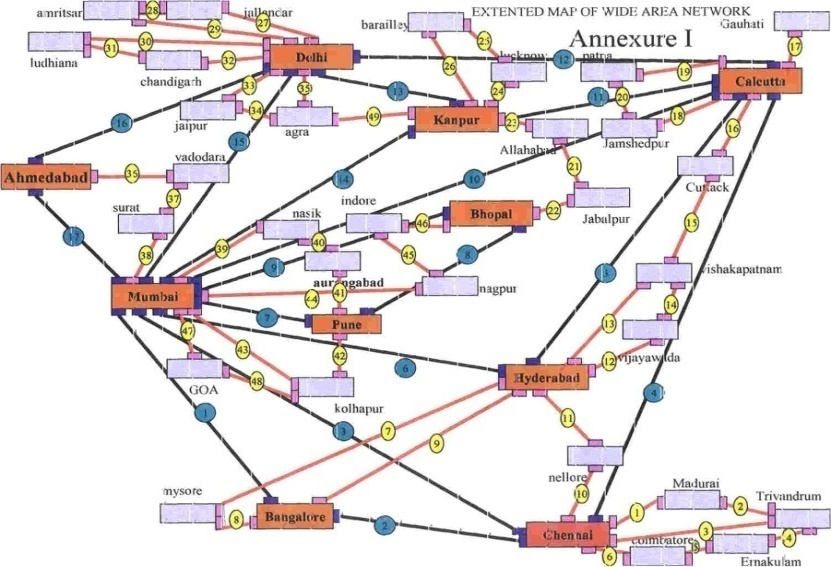 EXTENTED MAP OF WIDE AREA NETWORK
Annexure I
amritsar
jallendar
barailley
Gauhati
ludhiana
chandigarh
Delhi
lucknow
patna
Calcutta
jaipur
agra
Kanpur
Allahabad
Jamshedpur
Ahmedabad
vadodara
Cuttack
surat
nasik
indore
Bhopal
Jabulpur
aurangabad
nagpur
vishakapatnam
Mumbai
Pune
vijayawada
GOA
kolhapur
Hyderabad
nellore
mysore
Bangalore
Chennai
Madurai
Trivandrum
coimbatore
Ernakulam
28
27
29
30
31
32
33
34
35
25
26
24
12
13
11
19
20
17
18
16
49
23
21
22
16
15
14
10
35
37
38
17
39
40
9
46
45
8
44
41
7
42
47
43
48
6
1
3
7
9
5
4
16
15
14
13
12
11
10
8
2
1
2
3
4
5
6